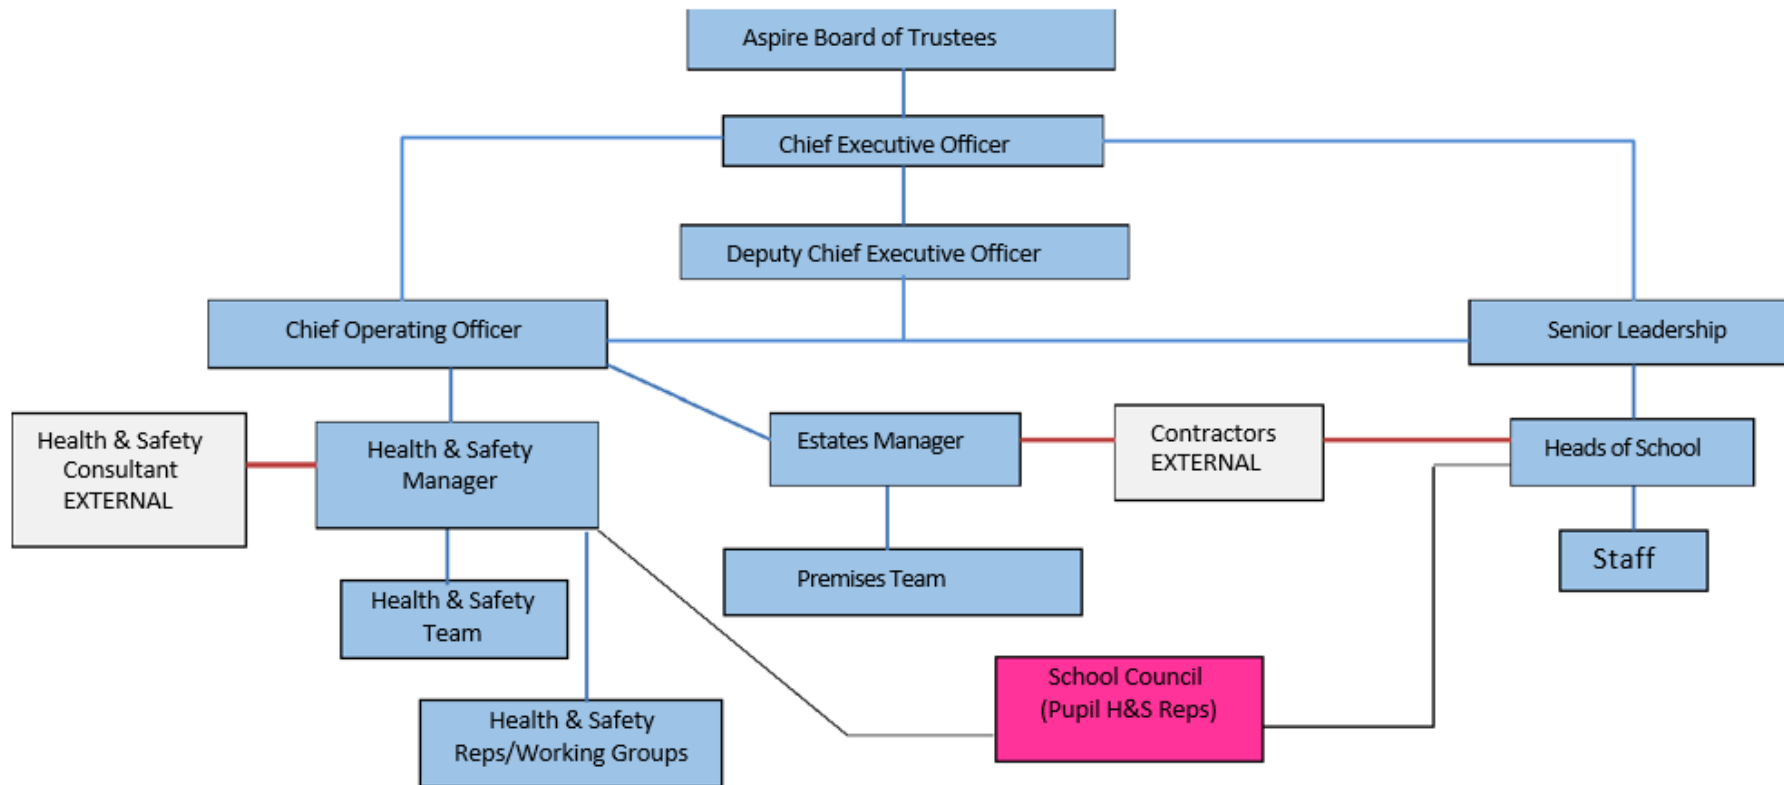 Aspire Board of Trustees
Chief Executive Officer
Deputy Chief Executive Officer
Chief Operating Officer
Senior Leadership
Health & Safety
Consultant
EXTERNAL
Health & Safety
Manager
Estates Manager
Contractors
EXTERNAL
Heads of School
Health & Safety
Team
Premises Team
Staff
Health & Safety
Reps/Working Groups
School Council
(Pupil H&S Reps)